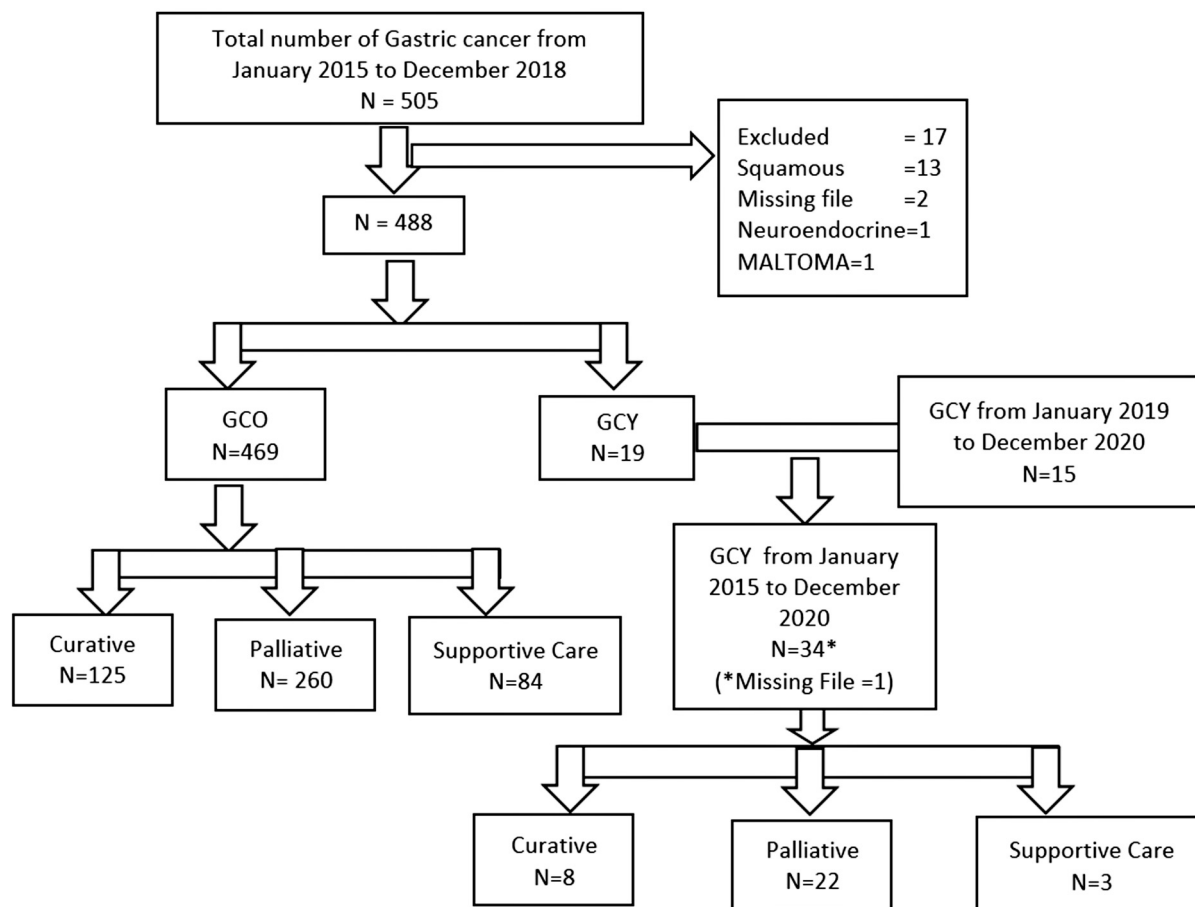 Total number of Gastric cancer from
January 2015 to December 2018
N = 505
Excluded = 17
Squamous =13
Missing file =2
Neuroendocrine=1
MALTOMA=1
N = 488
GCO
N=469
GCY
N=19
GCY from January 2019
to December 2020
N=15
GCY from January
2015 to December
2020
N=34*
(*Missing File =1)
Curative
N=125
Palliative
N= 260
Supportive Care
N=84
Curative
N=8
Palliative
N=22
Supportive Care
N=3